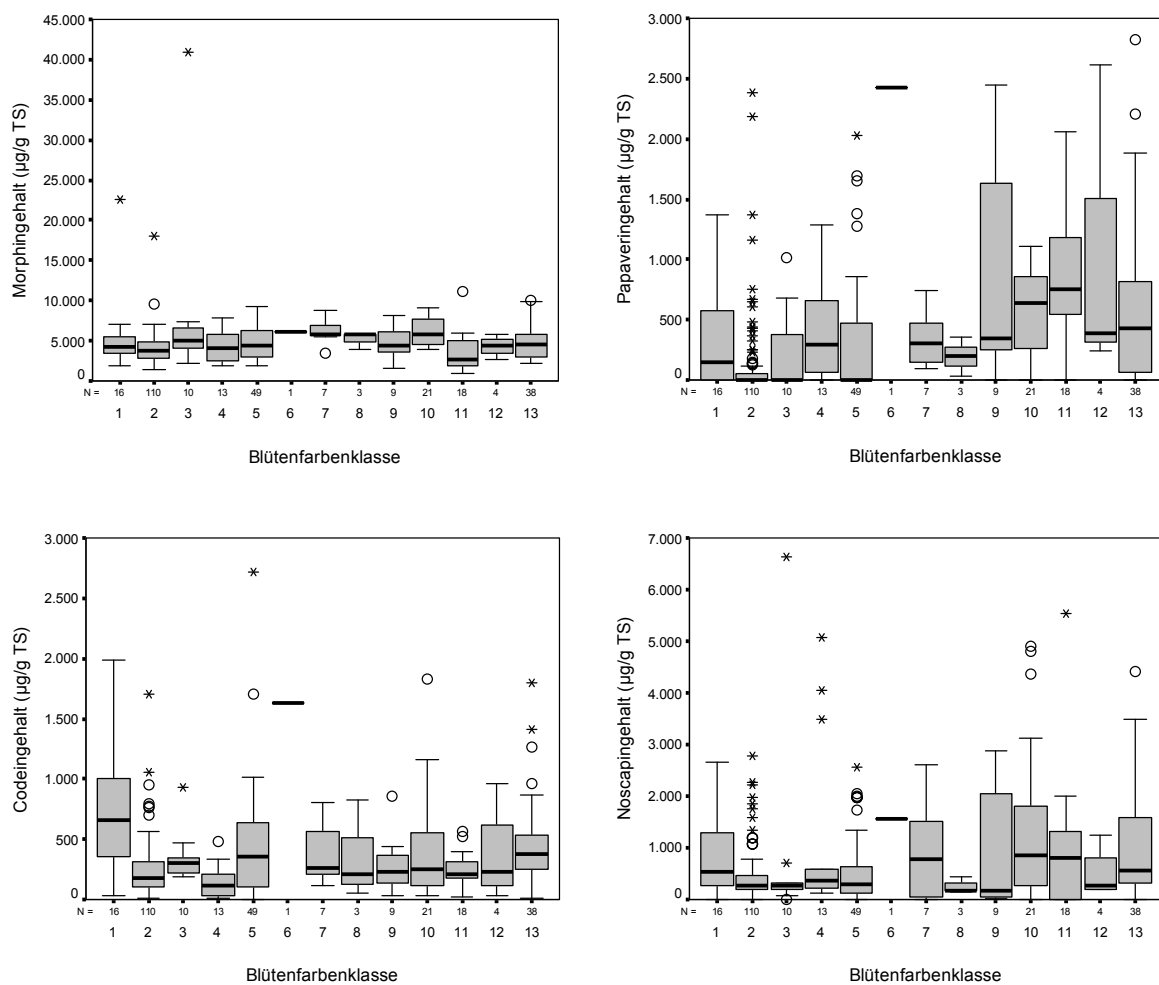 45.000
40.000
35.000
30.000
25.000
20.000
15.000
10.000
5.000
0
Morphingehalt (µg/g TS)
N = 16 110 10 13 49 1 7 3 9 21 18 4 38
1 2 3 4 5 6 7 8 9 10 11 12 13
Blütenfarbenklasse
3.000
2.500
2.000
1.500
1.000
500
0
Papaveringehalt (µg/g TS)
N = 16 110 10 13 49 1 7 3 9 21 18 4 38
1 2 3 4 5 6 7 8 9 10 11 12 13
Blütenfarbenklasse
3.000
2.500
2.000
1.500
1.000
500
0
Codeingehalt (µg/g TS)
N = 16 110 10 13 49 1 7 3 9 21 18 4 38
1 2 3 4 5 6 7 8 9 10 11 12 13
Blütenfarbenklasse
7.000
6.000
5.000
4.000
3.000
2.000
1.000
0
Noscapingehalt (µg/g TS)
N = 16 110 10 13 49 1 7 3 9 21 18 4 38
1 2 3 4 5 6 7 8 9 10 11 12 13
Blütenfarbenklasse